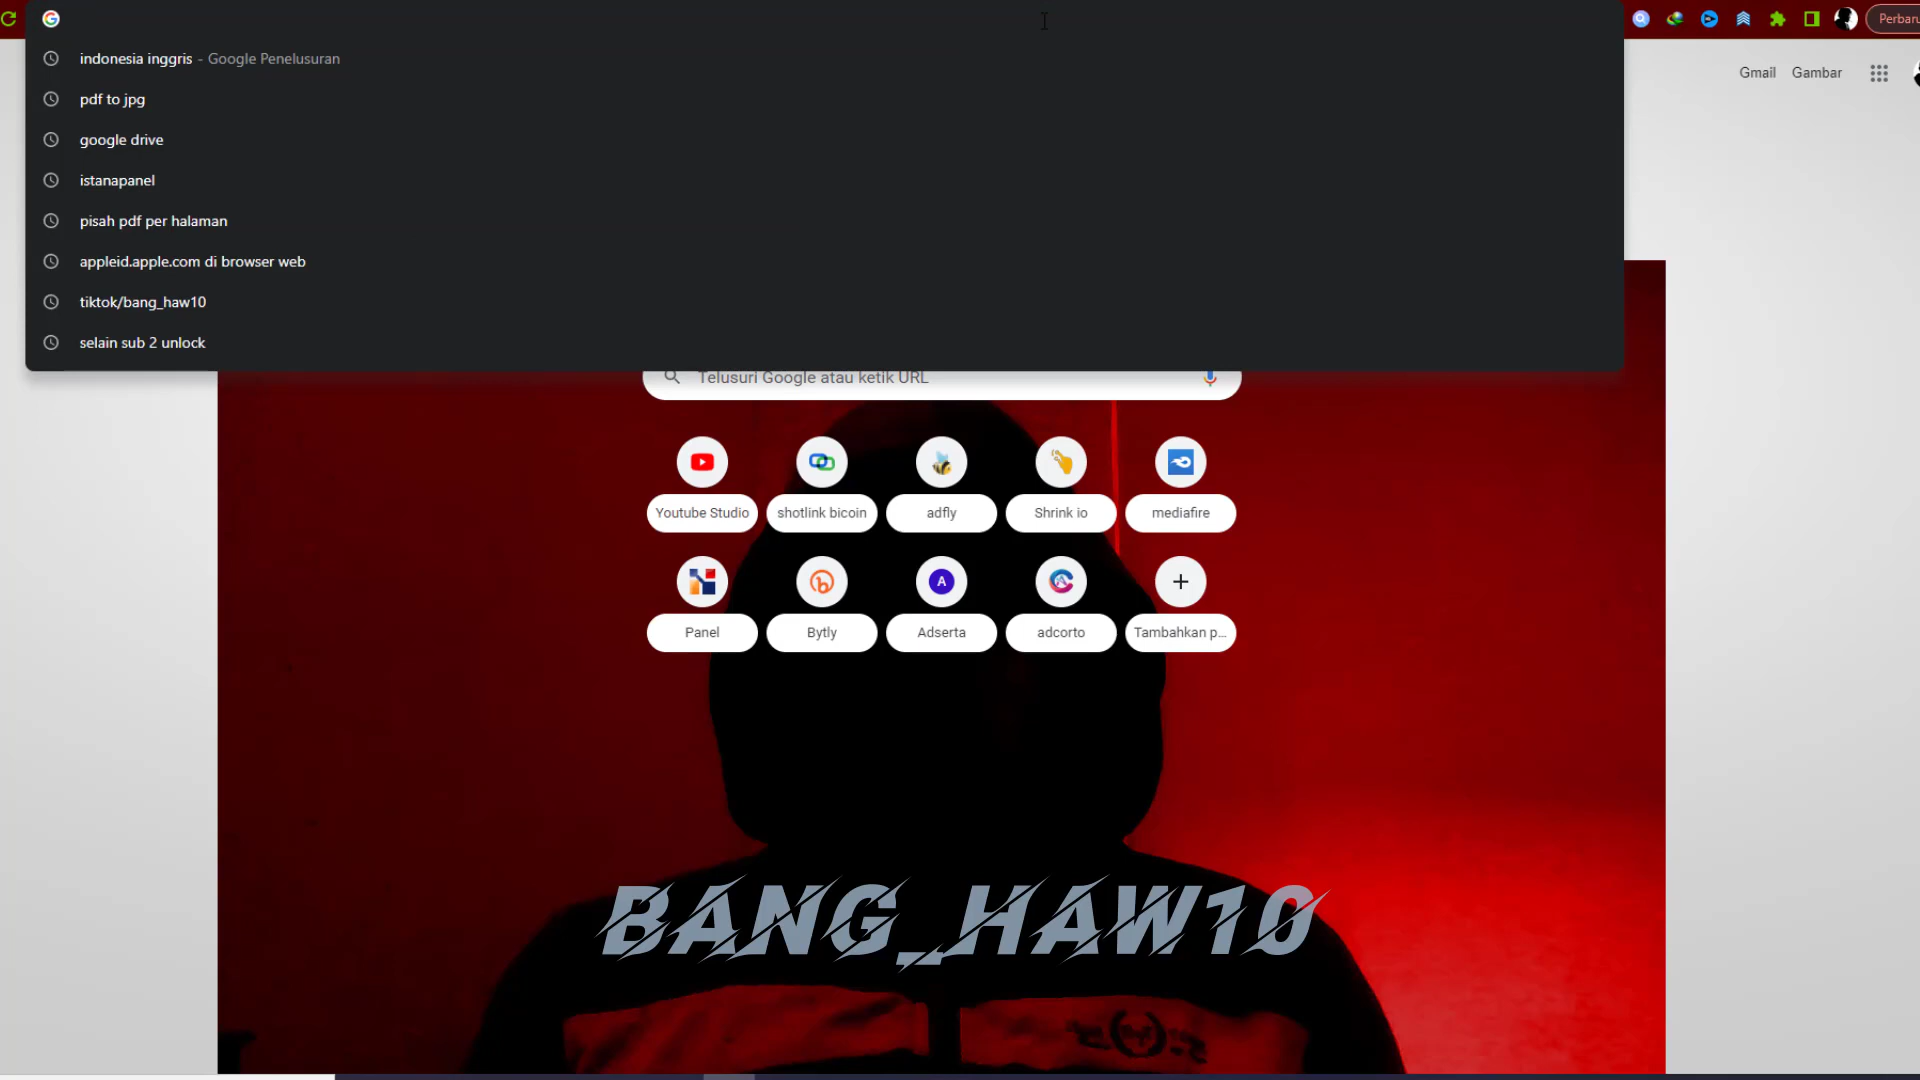 Perbaru
indonesia inggris - Google Penelusuran
pdf to jpg
google drive
istanapanel
pisah pdf per halaman
appleid.apple.com di browser web
tiktok/bang_haw10
selain sub 2 unlock
Gmail Gambar
Telusuri Google atau ketik URL
Youtube Studio shotlink bicoin adfly Shrink io mediafire
A
Panel Bytly Adserta adcorto Tambahkan p...
BANG_HAW10